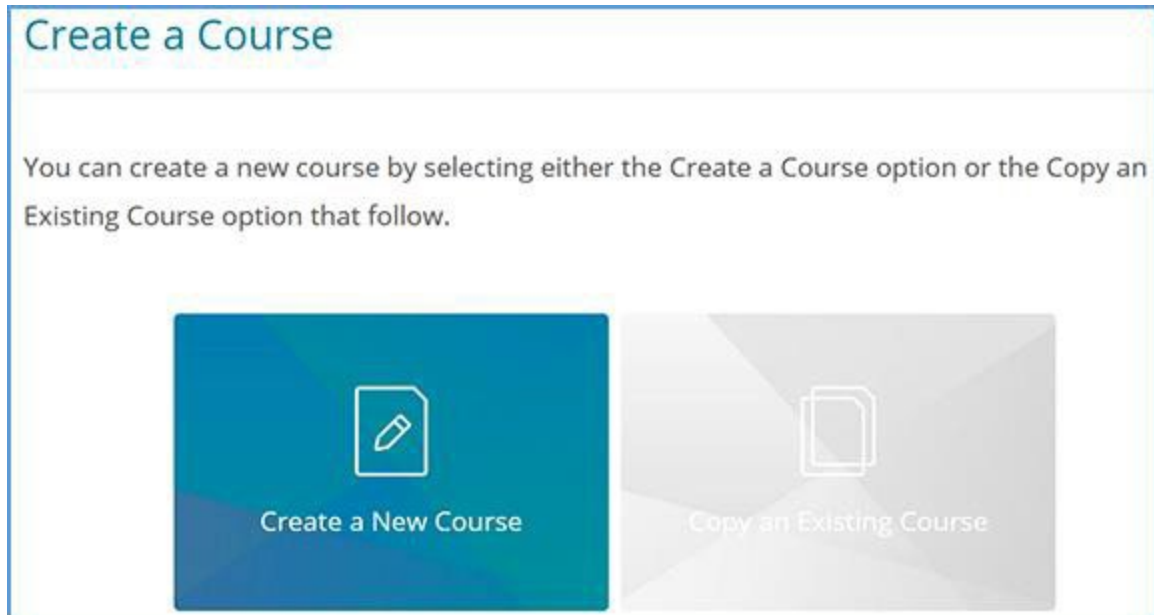 Create a Course
You can create a new course by selecting either the Create a Course option or the Copy an
Existing Course option that follow.
Create a New Course
Copy an Existing Course